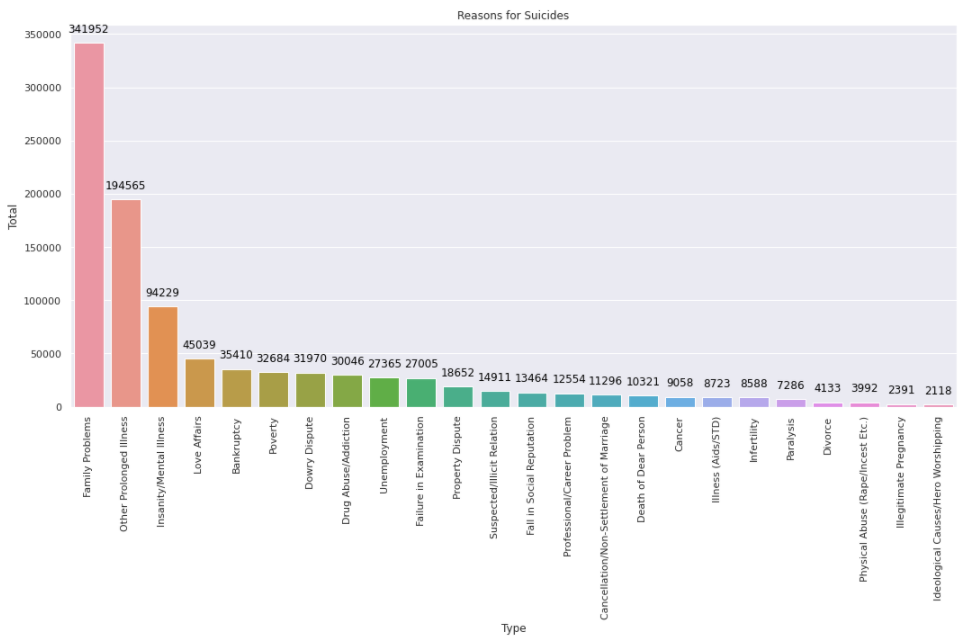 Reasons for Suicides
Total
350000
300000
250000
200000
150000
100000
50000
0
341952
194565
94229
45039
35410
32684
31970
30046
27365
27005
18652
14911
13464
12554
11296
10321
9058
8723
8588
7286
4133
3992
2391
2118
Family Problems
Other Prolonged Illness
Insanity/Mental Illness
Love Affairs
Bankruptcy
Poverty
Dowry Dispute
Drug Abuse/Addiction
Unemployment
Failure in Examination
Property Dispute
Suspected/Illicit Relation
Fall in Social Reputation
Professional/Career Problem
Cancellation/Non-Settlement of Marriage
Death of Dear Person
Cancer
Illness (Aids/STD)
Infertility
Paralysis
Divorce
Physical Abuse (Rape/Incest Etc.)
Illegitimate Pregnancy
Ideological Causes/Hero Worshipping
Type